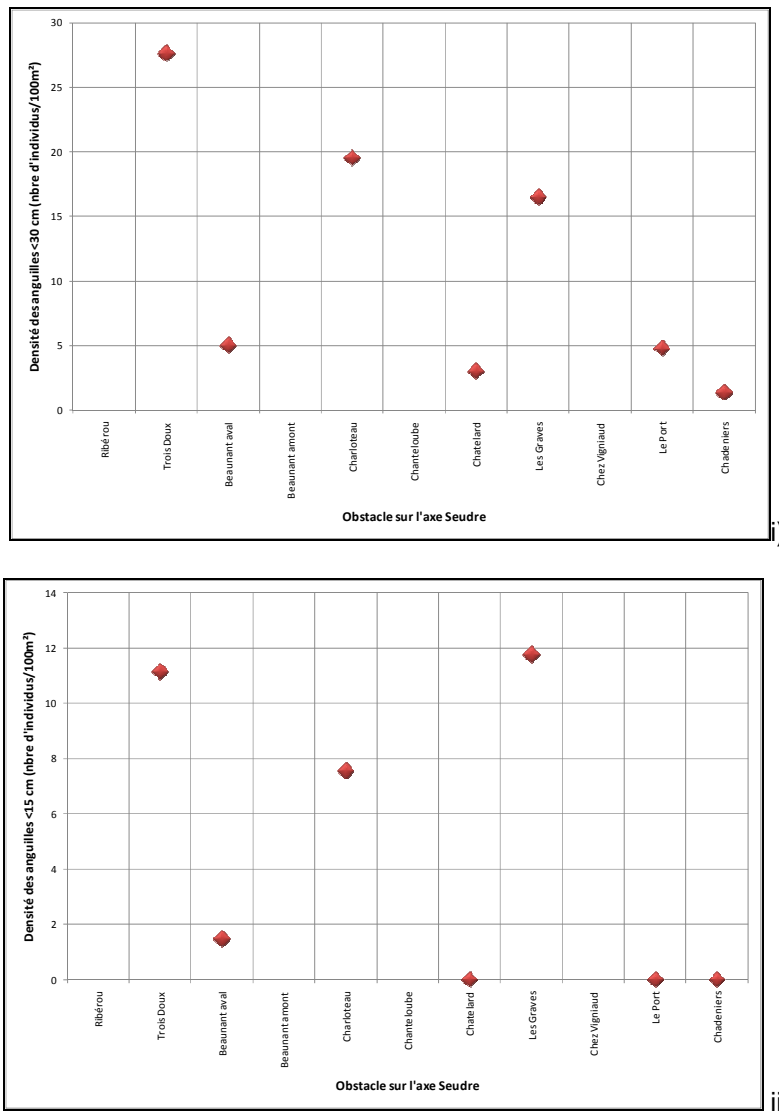 Densité des anguilles <30 cm (nbre d'individus/100m²)
30
25
20
15
10
5
0
Ribérou
Trois Doux
Beaunant aval
Beaunant amont
Charloteau
Chanteloube
Chatelard
Les Graves
Chez Vigniaud
Le Port
Chadeniers
Obstacle sur l'axe Seudre
i)
Densité des anguilles <15 cm (nbre d'individus/100m²)
14
12
10
8
6
4
2
0
Ribérou
Trois Doux
Beaunant aval
Beaunant amont
Charloteau
Chanteloube
Chatelard
Les Graves
Chez Vigniaud
Le Port
Chadeniers
Obstacle sur l'axe Seudre
ii